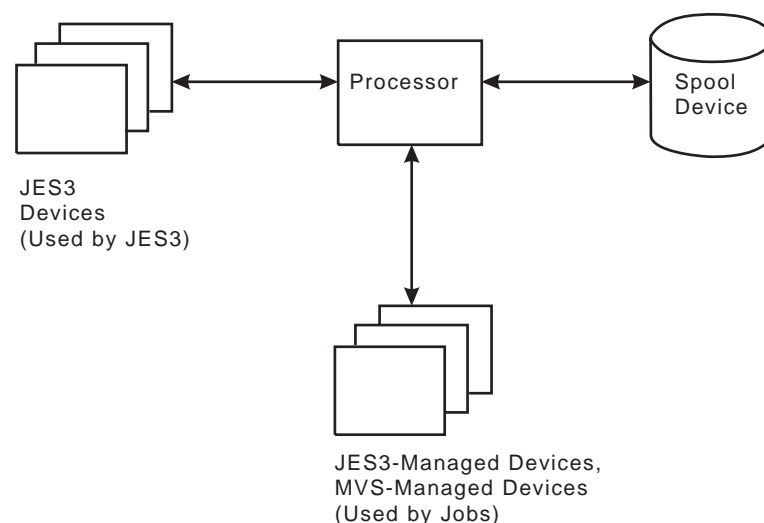 Processor
Spool
Device
JES3
Devices
(Used by JES3)
JES3-Managed Devices,
MVS-Managed Devices
(Used by Jobs)